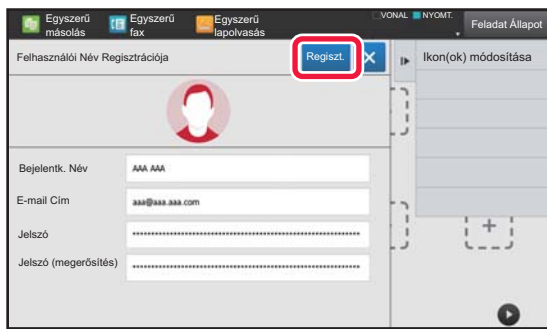 Egyszerű másolás
Egyszerű fax
Egyszerű lapolvasás
VONAL
NYOMT.
Feladat Állapot
Felhasználói Név Regisztrációja
Regiszt.
Ikon(ok) módosítása
Bejelentk. Név
AAA AAA
E-mail Cím
aaa@aaa.aaa.com
Jelszó
Jelszó (megerősítés)